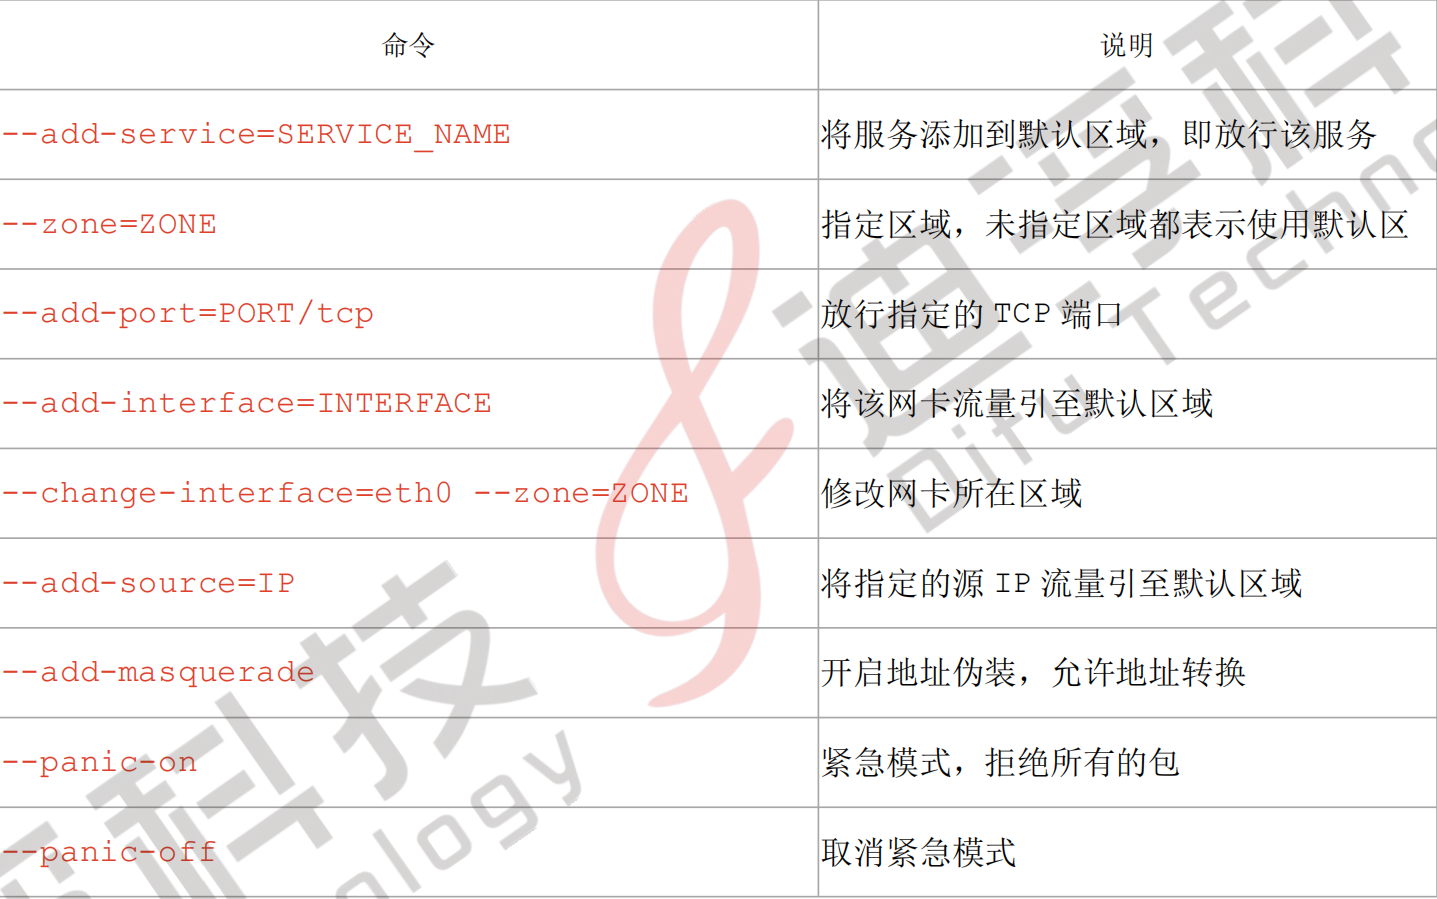 命令 说明
--add-service=SERVICE_NAME 将服务添加到默认区域，即放行该服务
--zone=ZONE 指定区域，未指定区域都表示使用默认区
--add-port=PORT/tcp 放行指定的 TCP 端口
--add-interface=INTERFACE 将该网卡流量引至默认区域
--change-interface=eth0 --zone=ZONE 修改网卡所在区域
--add-source=IP 将指定的源 IP 流量引至默认区域
--add-masquerade 开启地址伪装，允许地址转换
--panic-on 紧急模式，拒绝所有的包
--panic-off 取消紧急模式
迪浮科
Difu Techno
科技
ology